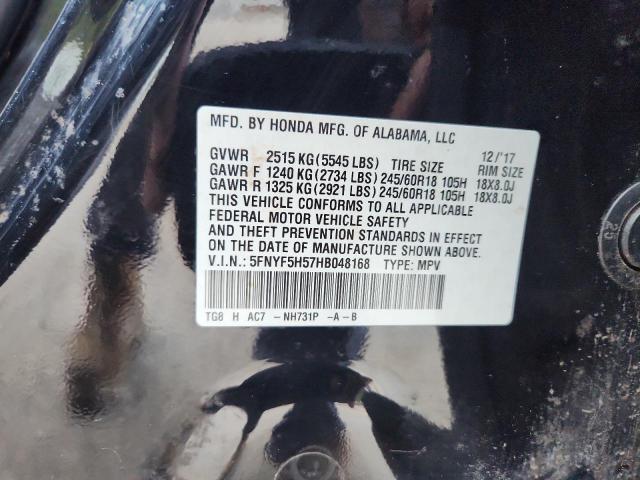 MFD. BY HONDA MFG. OF ALABAMA, LLC
GVWR 2515 KG (5545 LBS) TIRE SIZE 12/'17 RIM SIZE
GAWR F 1240 KG (2734 LBS) 245/60R18 105H 18X8.0J
GAWR R 1325 KG (2921 LBS) 245/60R18 105H 18X8.0J
THIS VEHICLE CONFORMS TO ALL APPLICABLE
FEDERAL MOTOR VEHICLE SAFETY
AND THEFT PREVENTION STANDARDS IN EFFECT
ON THE DATE OF MANUFACTURE SHOWN ABOVE.
V.I.N.: 5FNYF5H57HB048168 TYPE: MPV
TG8 H AC7 -NH731P -A-B
25